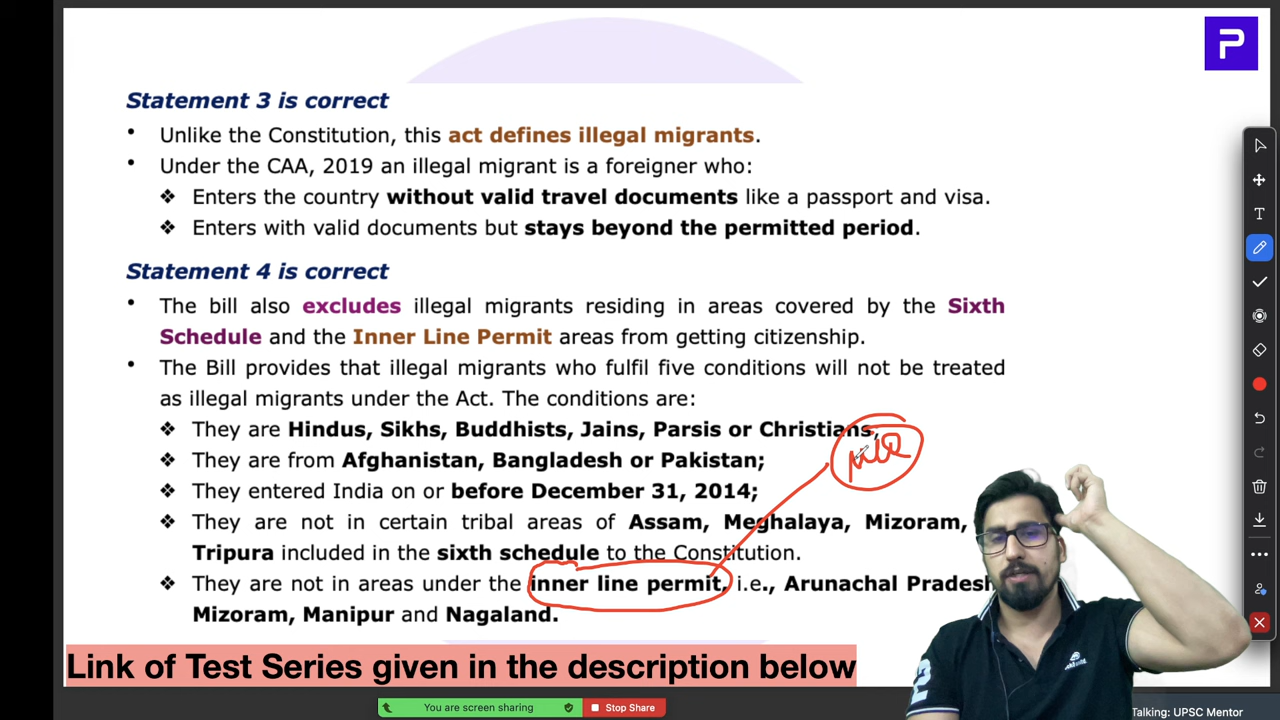 P
Statement 3 is correct
• Unlike the Constitution, this act defines illegal migrants.
• Under the CAA, 2019 an illegal migrant is a foreigner who:
❖ Enters the country without valid travel documents like a passport and visa.
❖ Enters with valid documents but stays beyond the permitted period.
Statement 4 is correct
• The bill also excludes illegal migrants residing in areas covered by the Sixth
Schedule and the Inner Line Permit areas from getting citizenship.
• The Bill provides that illegal migrants who fulfil five conditions will not be treated
as illegal migrants under the Act. The conditions are:
❖ They are Hindus, Sikhs, Buddhists, Jains, Parsis or Christians,
❖ They are from Afghanistan, Bangladesh or Pakistan;
❖ They entered India on or before December 31, 2014;
❖ They are not in certain tribal areas of Assam, Meghalaya, Mizoram,
Tripura included in the sixth schedule to the Constitution.
❖ They are not in areas under the inner line permit, i.e., Arunachal Pradesh
Mizoram, Manipur and Nagaland.
Link of Test Series given in the description below
You are screen sharing
Stop Share
Talking: UPSC Mentor
T
2